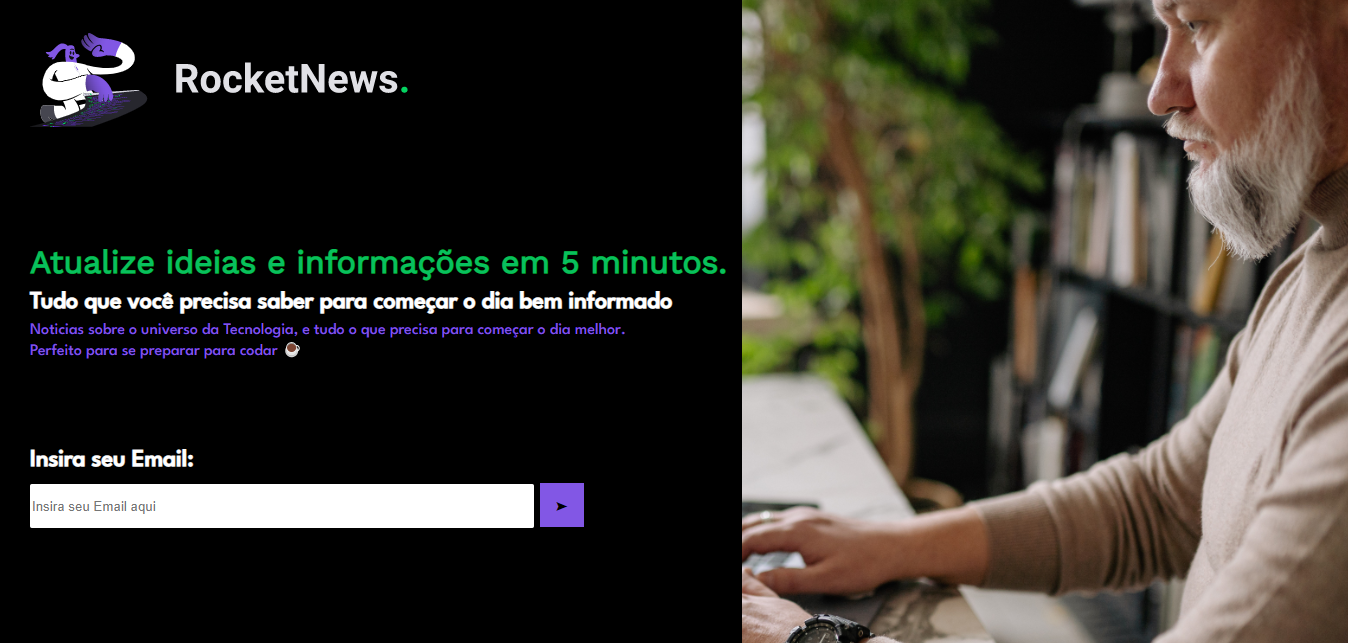 RocketNews.
Atualize ideias e informações em 5 minutos.
Tudo que você precisa saber para começar o dia bem informado
Noticias sobre o universo da Tecnologia, e tudo o que precisa para começar o dia melhor.
Perfeito para se preparar para codar ☕
Insira seu Email:
Insira seu Email aqui
➤